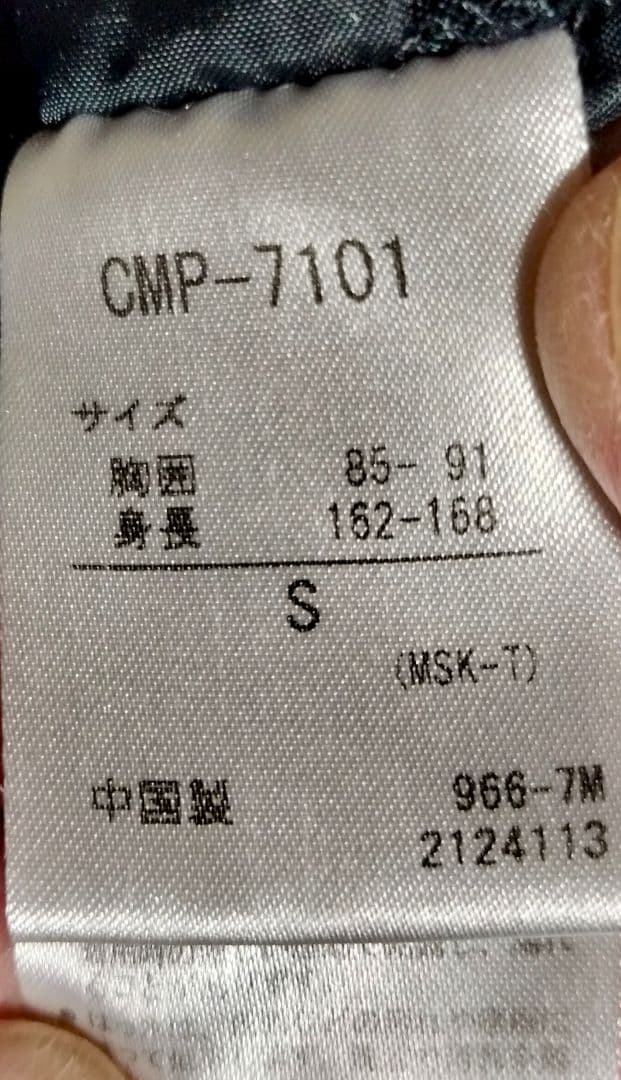 CMP-7101
サイズ
胸囲 85- 91
身長 162-168
S
(MSK-T)
中国製 966-7M
2124113